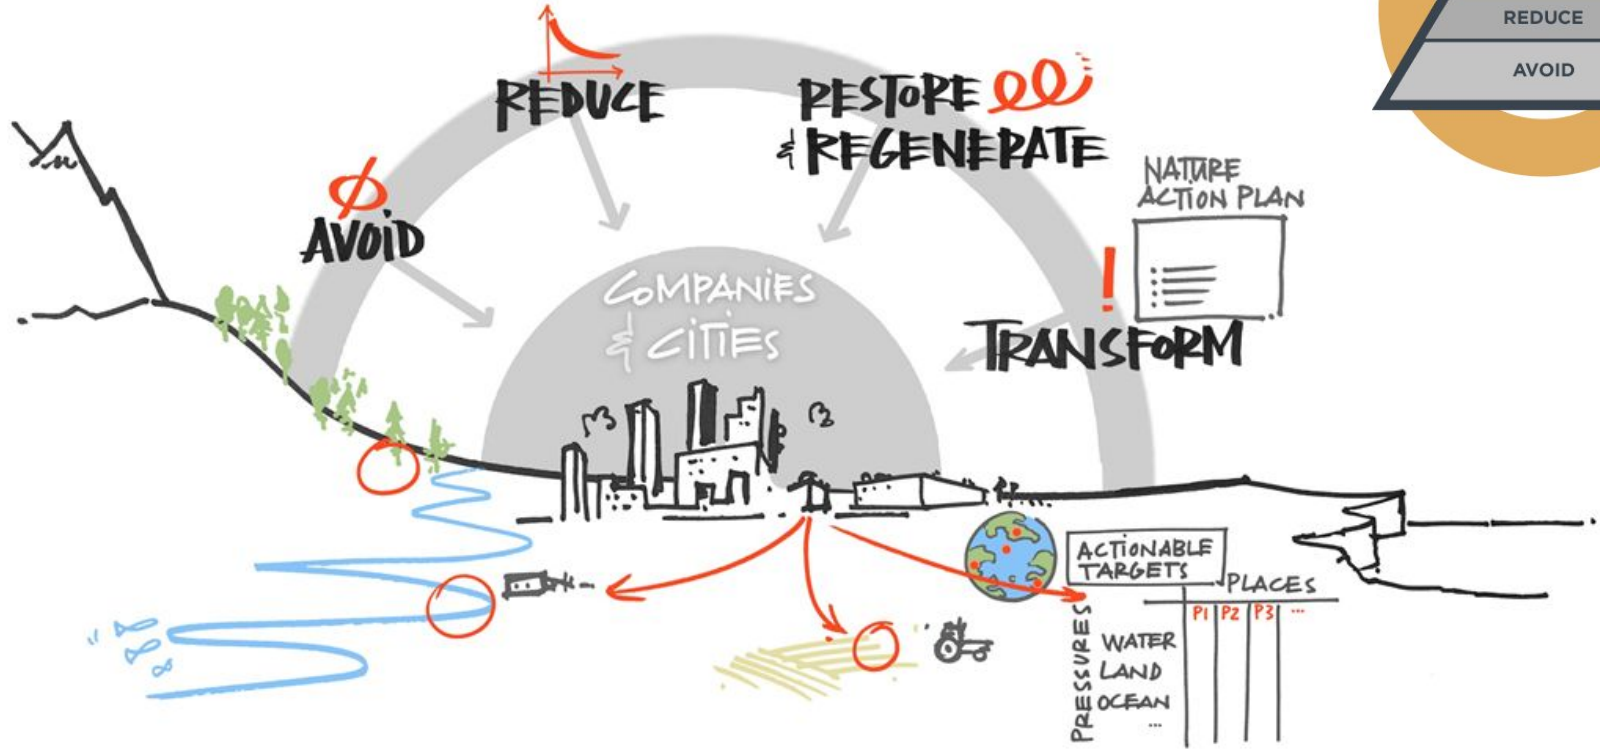 REDUCE
AVOID
REDUCE
RESTORE
& REGENERATE
NATURE
ACTION PLAN
AVOID
!
TRANSFORM
COMPANIES
& CITIES
ACTIONABLE
TARGETS
PLACES
P1 P2 P3 ...
PRESSURES
WATER
LAND
OCEAN
...